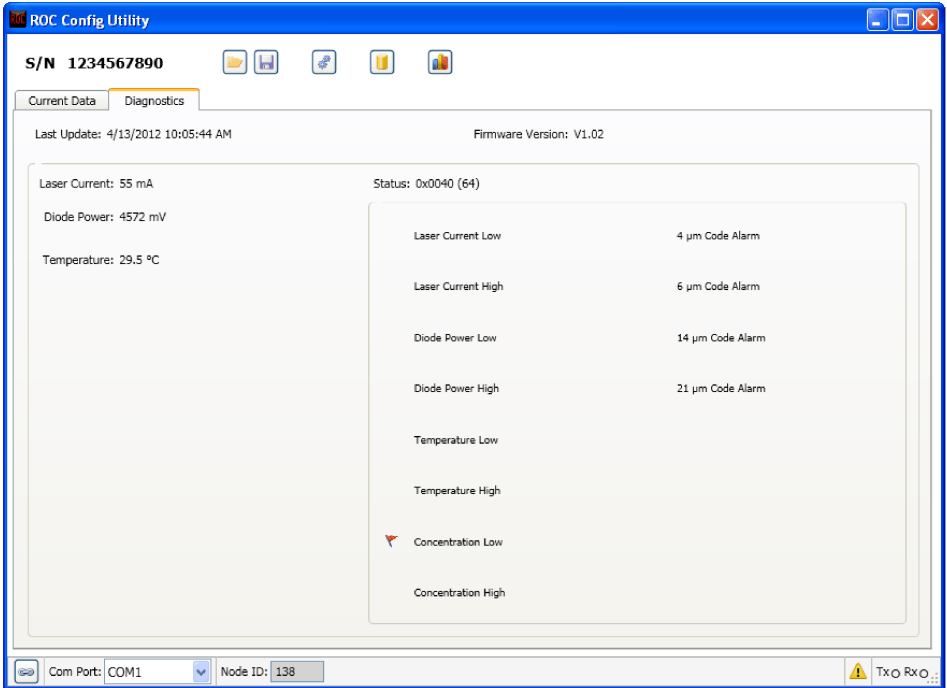 ROC ROC Config Utility
S/N 1234567890
Current Data Diagnostics
Last Update: 4/13/2012 10:05:44 AM Firmware Version: V1.02
Laser Current: 55 mA Status: 0x0040 (64)
Diode Power: 4572 mV
Temperature: 29.5 ºC
Laser Current Low 4 µm Code Alarm
Laser Current High 6 µm Code Alarm
Diode Power Low 14 µm Code Alarm
Diode Power High 21 µm Code Alarm
Temperature Low
Temperature High
Concentration Low
Concentration High
Com Port: COM1 Node ID: 138 Tx Rx